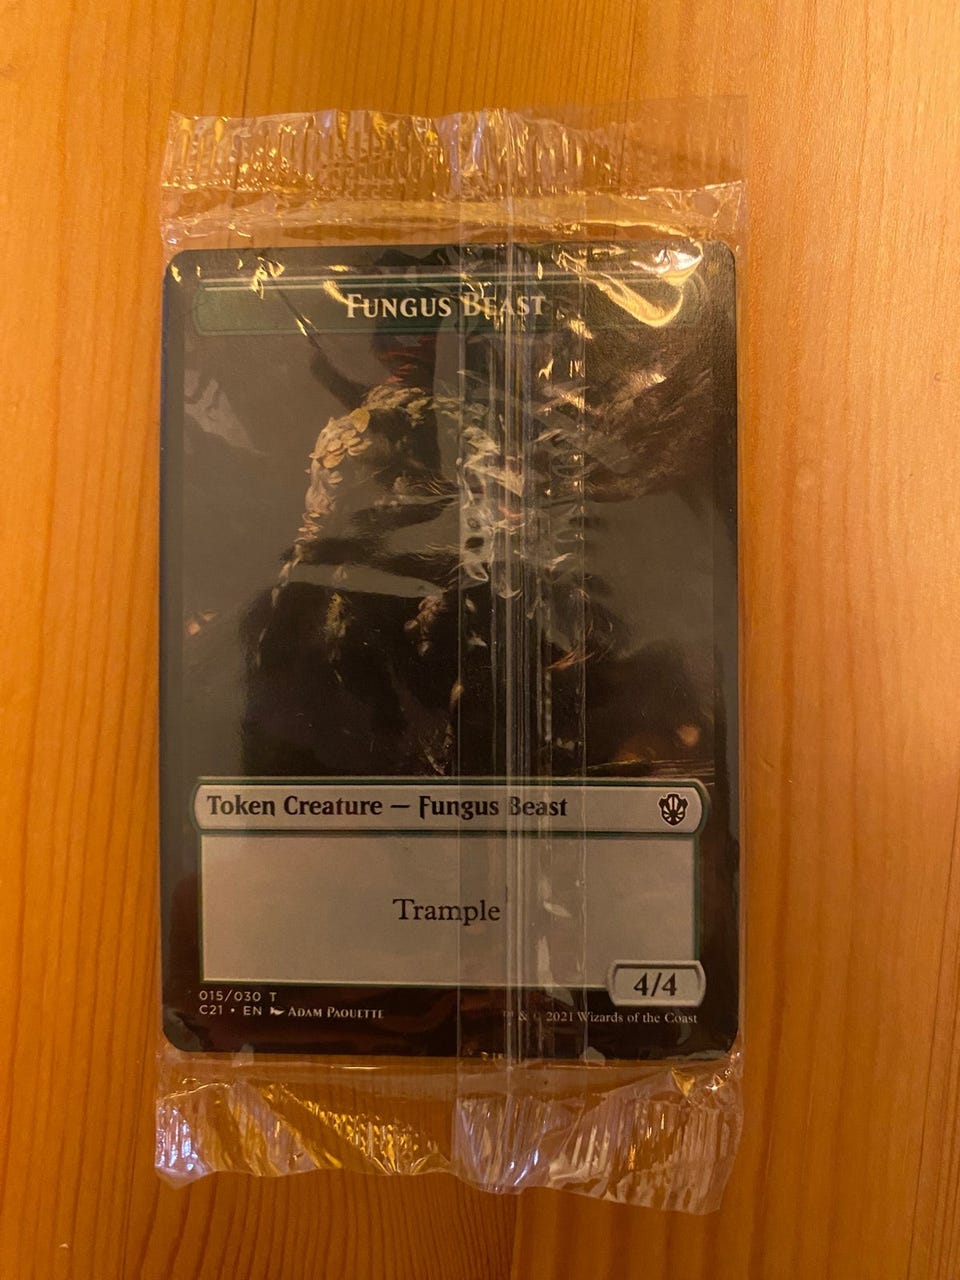 Fungus Beast
Token Creature — Fungus Beast
Trample
4/4
015/030 T
C21 • EN Adam Paquette
™ & © 2021 Wizards of the Coast